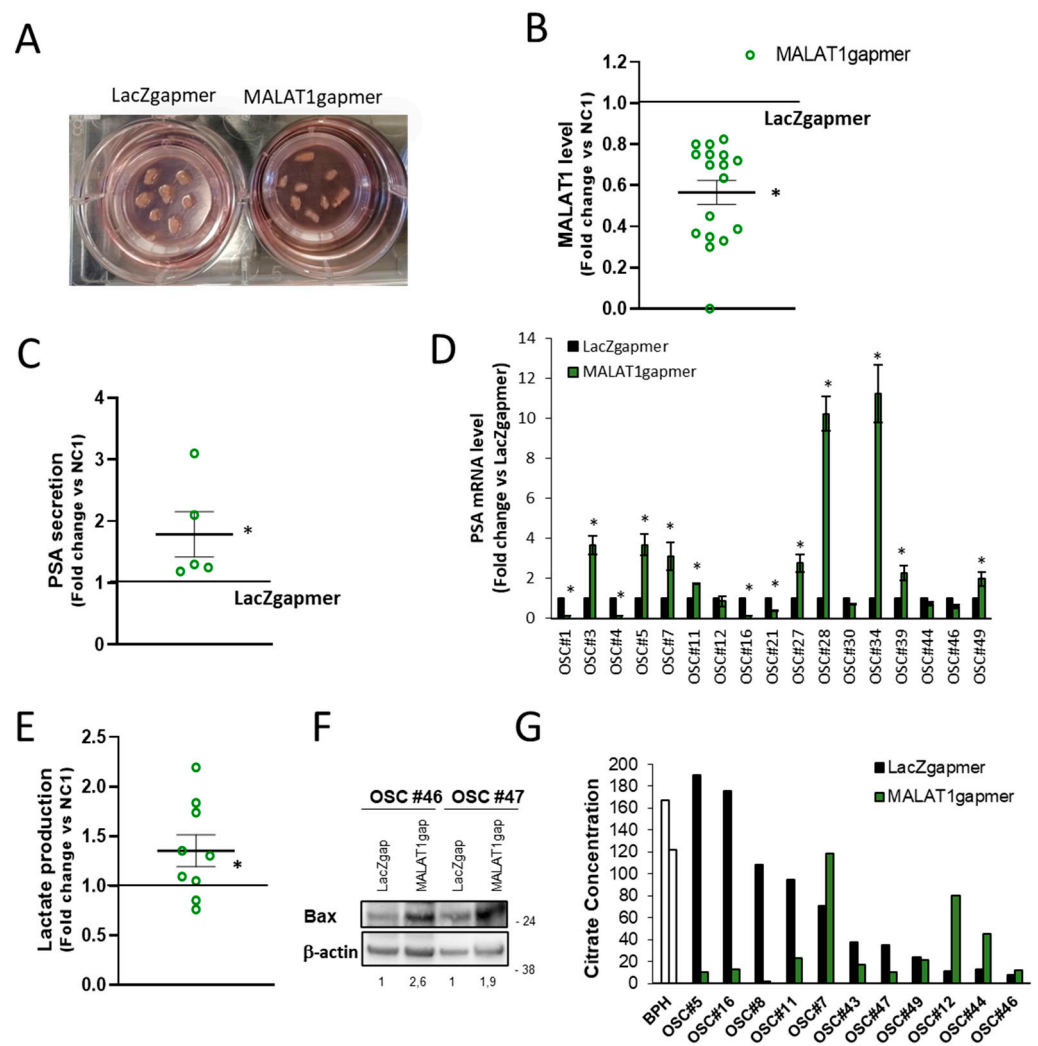 A
LacZgapmer MALAT1gapmer
B
MALAT1gapmer
LacZgapmer
MALAT1 level
(Fold change vs NC1)
1.2
1.0
0.8
0.6
0.4
0.2
0.0
*
C
PSA secretion
(Fold change vs NC1)
4
3
2
1
0
*
LacZgapmer
D
LacZgapmer
MALAT1gapmer
PSA mRNA level
(Fold change vs LacZgapmer)
14
12
10
8
6
4
2
0
* * * * * * * * * * * * *
OSC#1 OSC#3 OSC#4 OSC#5 OSC#7 OSC#11 OSC#12 OSC#16 OSC#21 OSC#27 OSC#28 OSC#30 OSC#34 OSC#39 OSC#44 OSC#46 OSC#49
E
Lactate production
(Fold change vs NC1)
2.5
2.0
1.5
1.0
0.5
0.0
*
F
OSC #46 OSC #47
LacZgap MALAT1gap LacZgap MALAT1gap
Bax - 24
β-actin
- 38
1 2,6 1 1,9
G
LacZgapmer
MALAT1gapmer
Citrate Concentration
200
180
160
140
120
100
80
60
40
20
0
BPH OSC#5 OSC#16 OSC#8 OSC#11 OSC#7 OSC#43 OSC#47 OSC#49 OSC#12 OSC#44 OSC#46